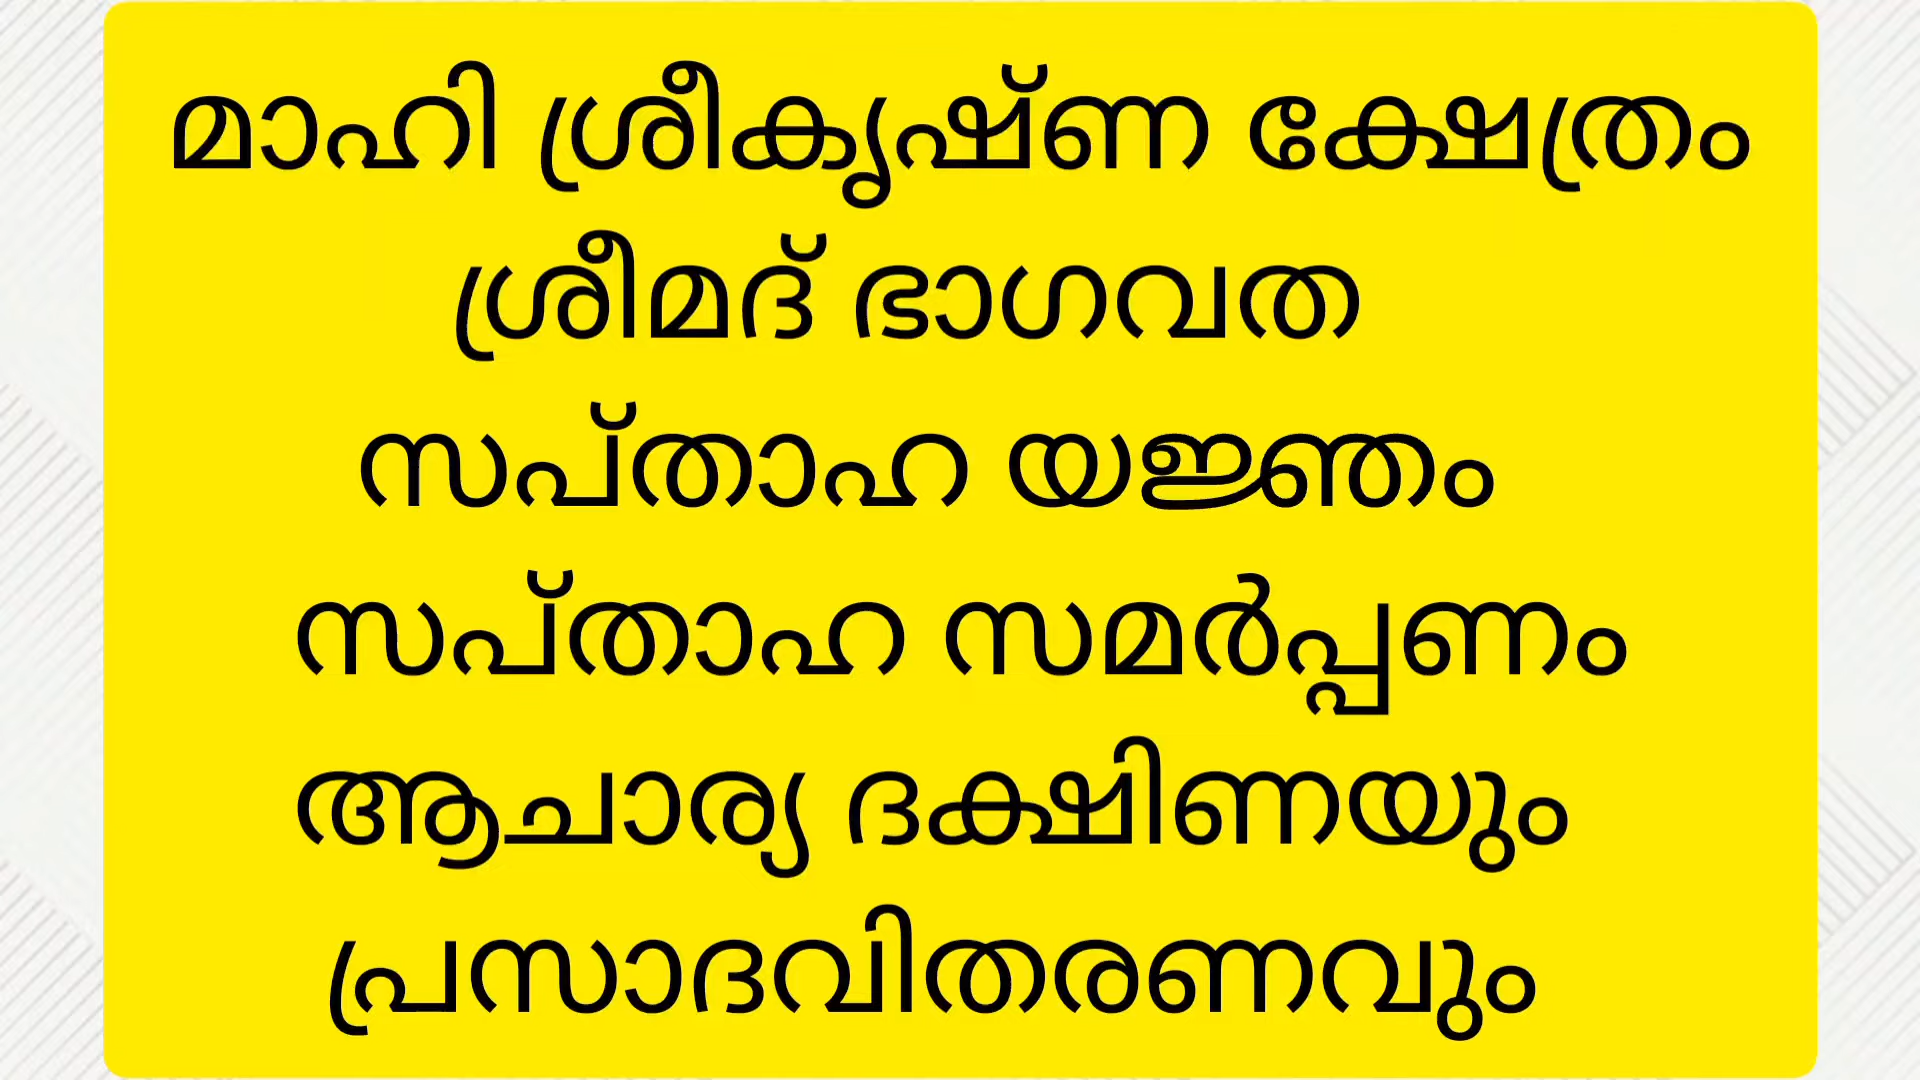 മാഹി ശ്രീകൃഷ്ണ ക്ഷേത്രം
ശ്രീമദ് ഭാഗവത
സപ്താഹ യജ്ഞം
സപ്താഹ സമർപ്പണം
ആചാര്യ ദക്ഷിണയും
പ്രസാദവിതരണവും